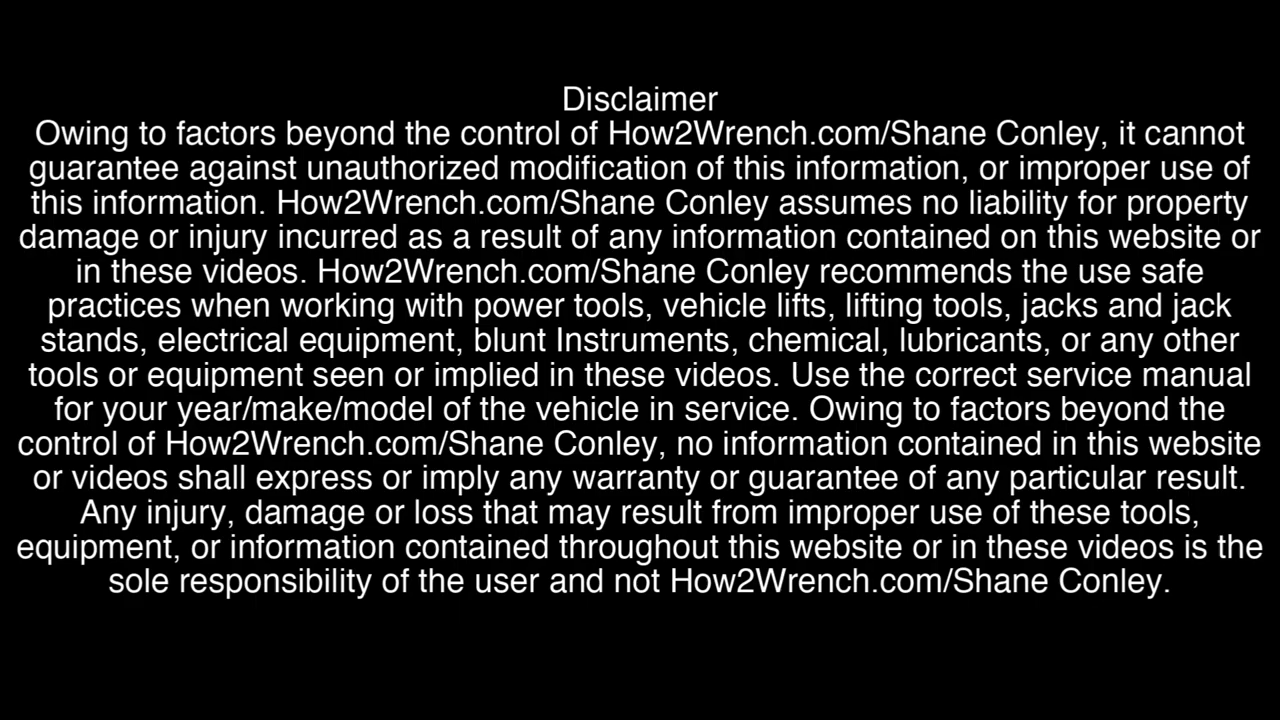 Disclaimer
Owing to factors beyond the control of How2Wrench.com/Shane Conley, it cannot
guarantee against unauthorized modification of this information, or improper use of
this information. How2Wrench.com/Shane Conley assumes no liability for property
damage or injury incurred as a result of any information contained on this website or
in these videos. How2Wrench.com/Shane Conley recommends the use safe
practices when working with power tools, vehicle lifts, lifting tools, jacks and jack
stands, electrical equipment, blunt Instruments, chemical, lubricants, or any other
tools or equipment seen or implied in these videos. Use the correct service manual
for your year/make/model of the vehicle in service. Owing to factors beyond the
control of How2Wrench.com/Shane Conley, no information contained in this website
or videos shall express or imply any warranty or guarantee of any particular result.
Any injury, damage or loss that may result from improper use of these tools,
equipment, or information contained throughout this website or in these videos is the
sole responsibility of the user and not How2Wrench.com/Shane Conley.